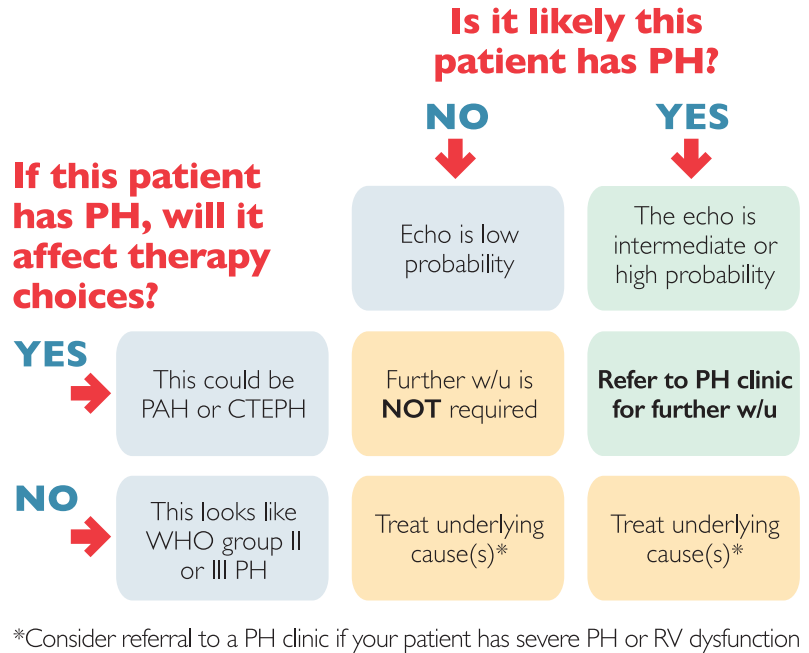 Is it likely this
patient has PH?
NO
YES
If this patient
has PH, will it
affect therapy
choices?
Echo is low
probability
The echo is
intermediate or
high probability
YES
This could be
PAH or CTEPH
Further w/u is
NOT required
Refer to PH clinic
for further w/u
NO
This looks like
WHO group II
or III PH
Treat underlying
cause(s)*
Treat underlying
cause(s)*
*Consider referral to a PH clinic if your patient has severe PH or RV dysfunction